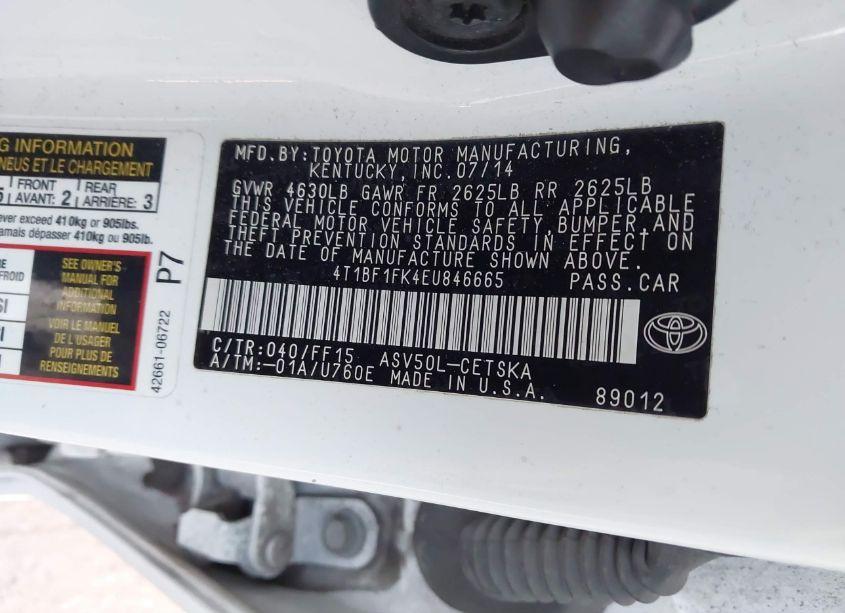 G INFORMATION
NEUS ET LE CHARGEMENT
5 FRONT AVANT: 2 REAR ARRIÈRE: 3
ever exceed 410kg or 905lbs.
jamais dépasser 410kg ou 905lb.
SEE OWNER'S
MANUAL FOR
ADDITIONAL
INFORMATION
VOIR LE MANUEL
DE L'USAGER
POUR PLUS DE
RENSEIGNEMENTS
P7
42661-06722
MFD.BY:TOYOTA MOTOR MANUFACTURING,
KENTUCKY,INC.07/14
GVWR 4630LB GAWR FR 2625LB RR 2625LB
THIS VEHICLE CONFORMS TO ALL APPLICABLE
FEDERAL MOTOR VEHICLE SAFETY,BUMPER,AND
THEFT PREVENTION STANDARDS IN EFFECT ON
THE DATE OF MANUFACTURE SHOWN ABOVE.
4T1BF1FK4EU846665 PASS.CAR
C/TR:040/FF15 ASV50L-CETSKA
A/TM:-01A/U760E MADE IN U.S.A.
89012